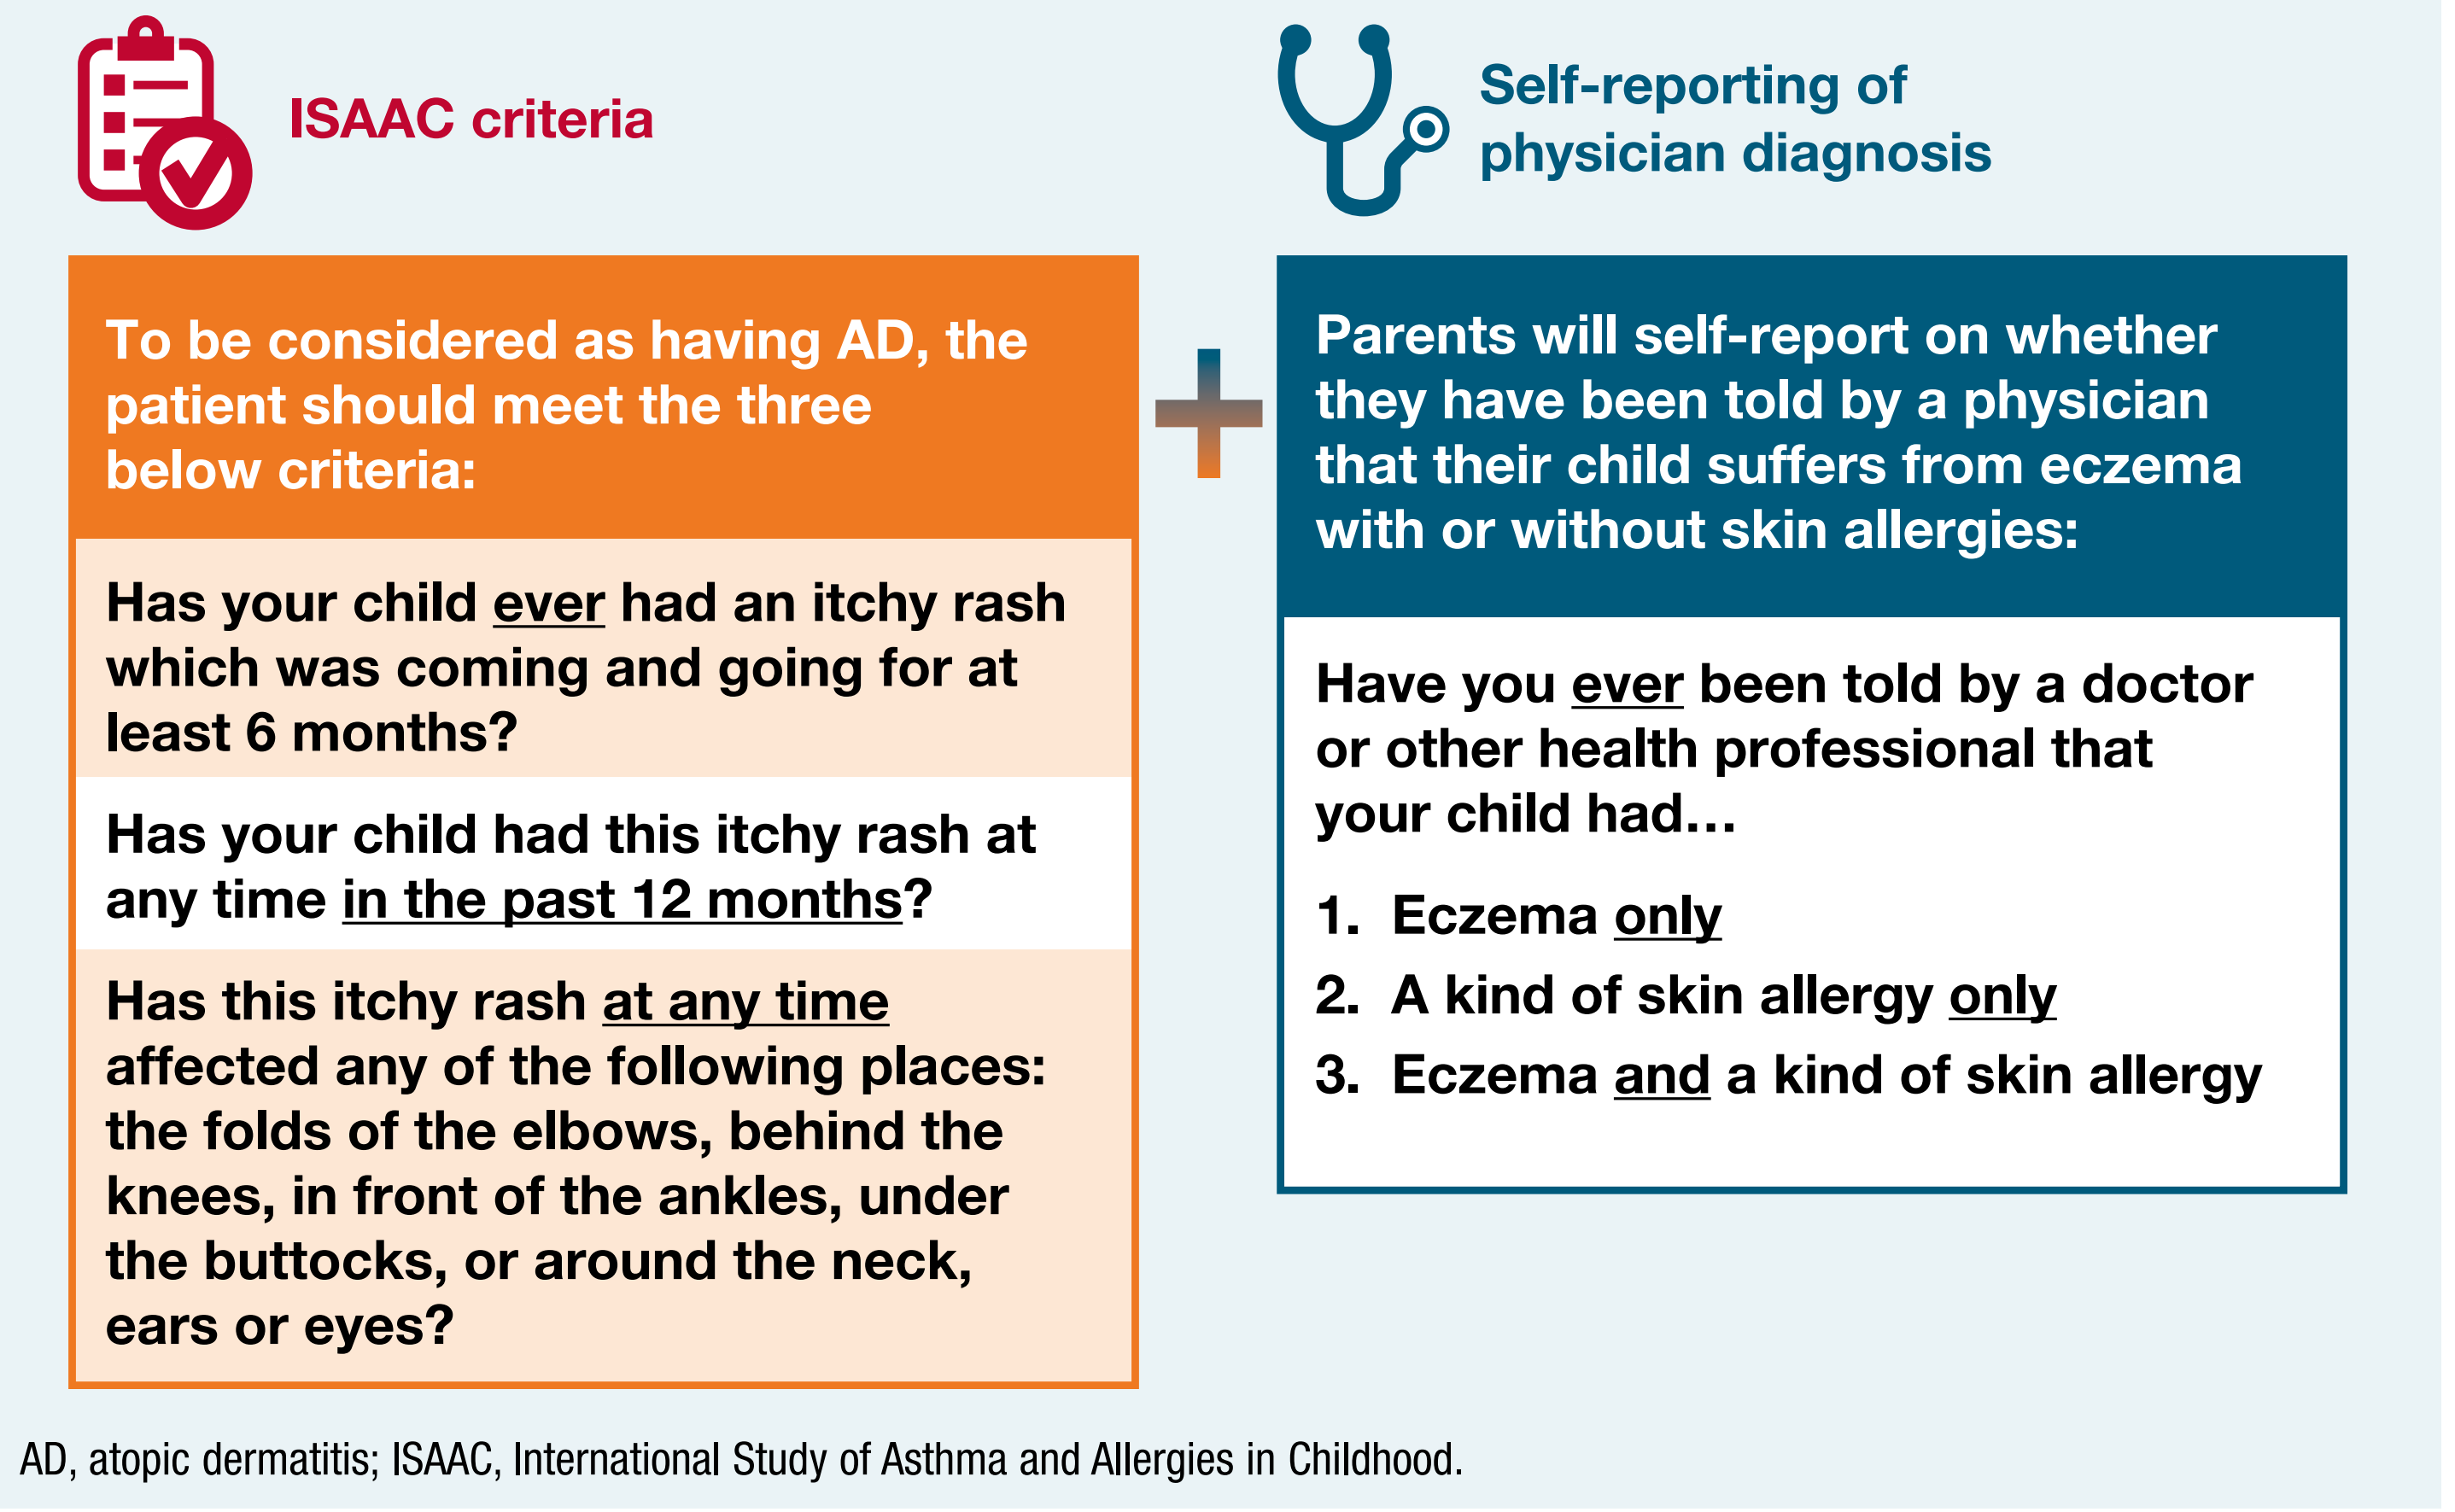 ISAAC criteria
To be considered as having AD, the
patient should meet the three
below criteria:
Has your child ever had an itchy rash
which was coming and going for at
least 6 months?
Has your child had this itchy rash at
any time in the past 12 months?
Has this itchy rash at any time
affected any of the following places:
the folds of the elbows, behind the
knees, in front of the ankles, under
the buttocks, or around the neck,
ears or eyes?
+
Self-reporting of
physician diagnosis
Parents will self-report on whether
they have been told by a physician
that their child suffers from eczema
with or without skin allergies:
Have you ever been told by a doctor
or other health professional that
your child had…
1. Eczema only
2. A kind of skin allergy only
3. Eczema and a kind of skin allergy
AD, atopic dermatitis; ISAAC, International Study of Asthma and Allergies in Childhood.